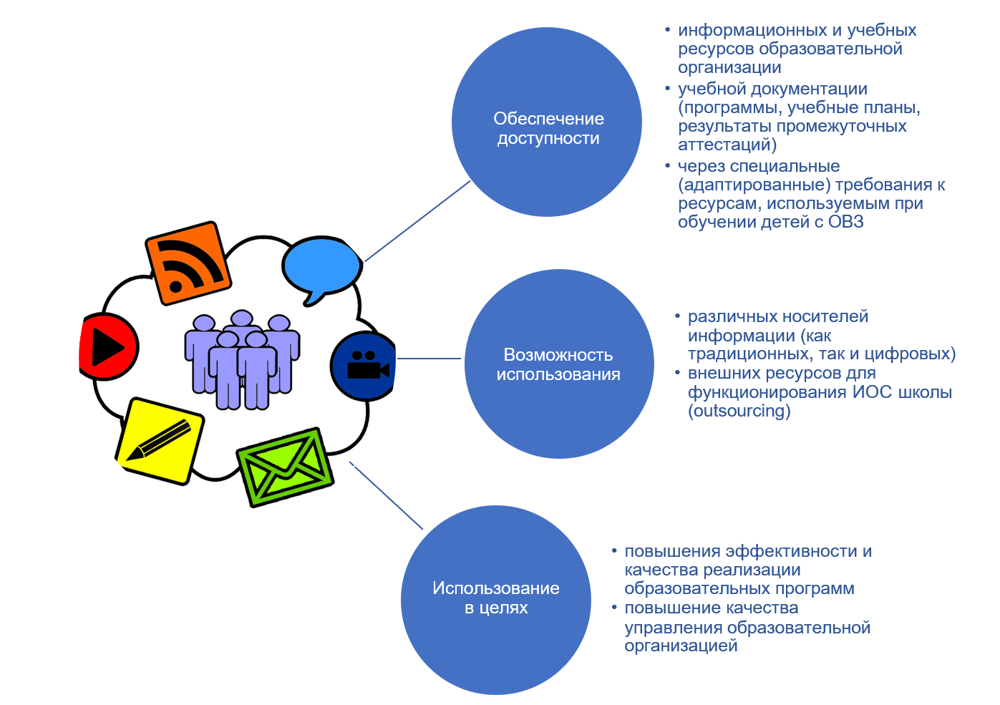 Обеспечение
доступности
• информационных и учебных
ресурсов образовательной
организации
• учебной документации
(программы, учебные планы,
результаты промежуточных
аттестаций)
• через специальные
(адаптированные) требования к
ресурсам, используемым при
обучении детей с ОВЗ
Возможность
использования
• различных носителей
информации (как
традиционных, так и цифровых)
• внешних ресурсов для
функционирования ИОС школы
(outsourcing)
Использование
в целях
• повышения эффективности и
качества реализации
образовательных программ
• повышение качества
управления образовательной
организацией